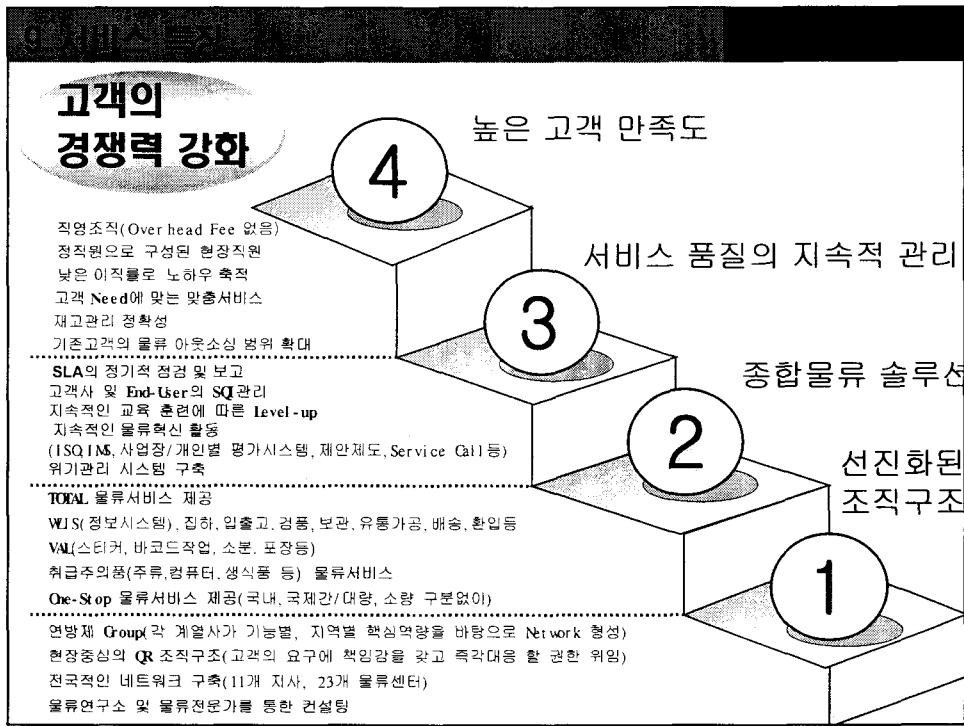 9. 서비스 특징
고객의
경쟁력 강화
4
높은 고객 만족도
직영조직(Over head Fee 없음)
정직원으로 구성된 현장직원
낮은 이직률로 노하우 축적
고객 Need에 맞는 맞춤서비스
재고관리 정확성
기존고객의 물류 아웃소싱 범위 확대
3
서비스 품질의 지속적 관리
SLA의 정기적 점검 및 보고
고객사 및 End-User의 SQI관리
지속적인 교육 훈련에 따른 Level-up
지속적인 물류혁신 활동
(ISO, IMS, 사업장/개인별 평가시스템, 제안제도, Service Call 등)
위기관리 시스템 구축
2
종합물류 솔루션
TOTAL 물류서비스 제공
WLIS(정보시스템), 집하, 입출고, 검품, 보관, 유통가공, 배송, 환입등
VAL(스티커, 바코드작업, 소분, 포장등)
취급주의품(주류,컴퓨터,생식품 등) 물류서비스
One-Stop 물류서비스 제공(국내, 국제간/대량, 소량 구분없이)
1
선진화된
조직구조
연방제 Group(각 계열사가 기능별, 지역별 핵심역량을 바탕으로 Network 형성)
현장중심의 QR 조직구조(고객의 요구에 책임감을 갖고 즉각대응 할 권한 위임)
전국적인 네트워크 구축(11개 지사, 23개 물류센터)
물류연구소 및 물류전문가를 통한 컨설팅